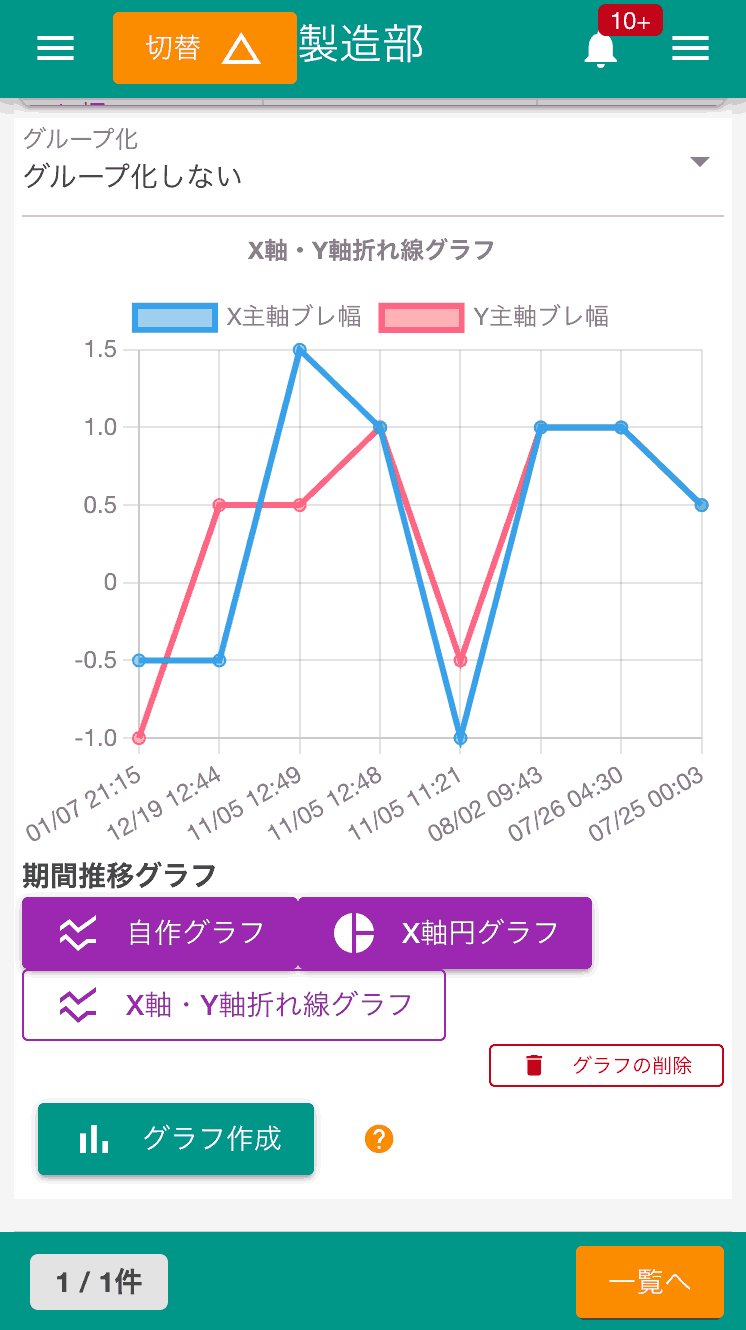 切替 製造部 10+
グループ化
グループ化しない
X軸・Y軸折れ線グラフ
X主軸ブレ幅 Y主軸ブレ幅
1.5
1.0
0.5
0
-0.5
-1.0
01/07 21:15 12/19 12:44 11/05 12:49 11/05 12:48 11/05 11:21 08/02 09:43 07/26 04:30 07/25 00:03
期間推移グラフ
自作グラフ X軸円グラフ
X軸・Y軸折れ線グラフ
グラフの削除
グラフ作成 ?
1 / 1件 一覧へ